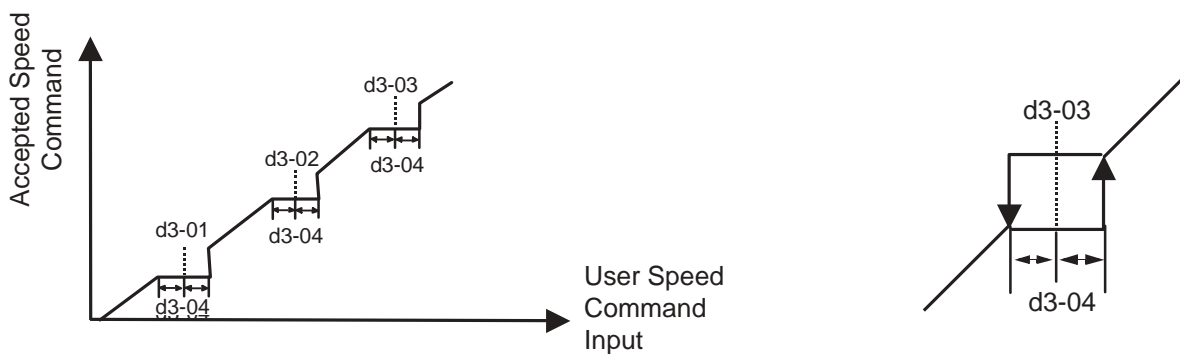 Accepted Speed
Command
d3-03
d3-02
d3-04
d3-01
d3-04
d3-04
User Speed
Command
Input
d3-03
d3-04